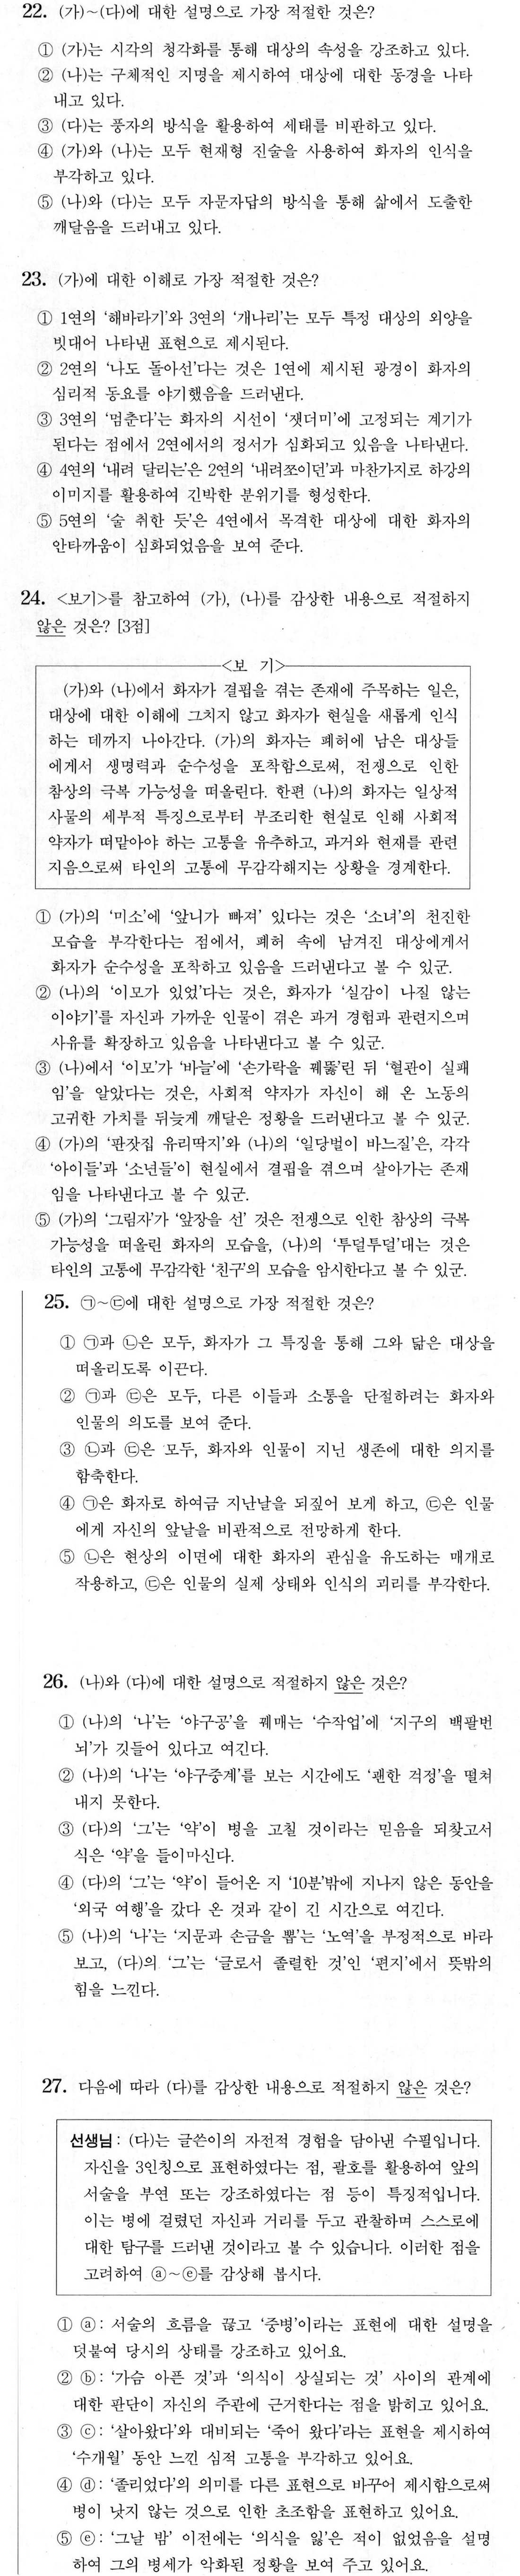 22. (가)~(다)에 대한 설명으로 가장 적절한 것은?
① (가)는 시각의 청각화를 통해 대상의 속성을 강조하고 있다.
② (나)는 구체적인 지명을 제시하여 대상에 대한 동경을 나타
내고 있다.
③ (다)는 풍자의 방식을 활용하여 세태를 비판하고 있다.
④ (가)와 (나)는 모두 현재형 진술을 사용하여 화자의 인식을
부각하고 있다.
⑤ (나)와 (다)는 모두 자문자답의 방식을 통해 삶에서 도출한
깨달음을 드러내고 있다.
23. (가)에 대한 이해로 가장 적절한 것은?
① 1연의 ‘해바라기’와 3연의 ‘개나리’는 모두 특정 대상의 외양을
빗대어 나타낸 표현으로 제시된다.
② 2연의 ‘나도 돌아선’다는 것은 1연에 제시된 광경이 화자의
심리적 동요를 야기했음을 드러낸다.
③ 3연의 ‘멈춘다’는 화자의 시선이 ‘잿더미’에 고정되는 계기가
된다는 점에서 2연에서의 정서가 심화되고 있음을 나타낸다.
④ 4연의 ‘내려 달리는’은 2연의 ‘내려쪼이던’과 마찬가지로 하강의
이미지를 활용하여 긴박한 분위기를 형성한다.
⑤ 5연의 ‘술 취한 듯’은 4연에서 목격한 대상에 대한 화자의
안타까움이 심화되었음을 보여 준다.
24. <보기>를 참고하여 (가), (나)를 감상한 내용으로 적절하지
않은 것은? [3점]
<보 기>
(가)와 (나)에서 화자가 결핍을 겪는 존재에 주목하는 일은,
대상에 대한 이해에 그치지 않고 화자가 현실을 새롭게 인식
하는 데까지 나아간다. (가)의 화자는 폐허에 남은 대상들
에게서 생명력과 순수성을 포착함으로써, 전쟁으로 인한
참상의 극복 가능성을 떠올린다. 한편 (나)의 화자는 일상적
사물의 세부적 특징으로부터 부조리한 현실로 인해 사회적
약자가 떠맡아야 하는 고통을 유추하고, 과거와 현재를 관련
지음으로써 타인의 고통에 무감각해지는 상황을 경계한다.
① (가)의 ‘미소’에 ‘앞니가 빠져’ 있다는 것은 ‘소녀’의 천진한
모습을 부각한다는 점에서, 폐허 속에 남겨진 대상에게서
화자가 순수성을 포착하고 있음을 드러낸다고 볼 수 있군.
② (나)의 ‘이모가 있었’다는 것은, 화자가 ‘실감이 나질 않는
이야기’를 자신과 가까운 인물이 겪은 과거 경험과 관련지으며
사유를 확장하고 있음을 나타낸다고 볼 수 있군.
③ (나)에서 ‘이모’가 ‘바늘’에 ‘손가락을 꿰뚫’린 뒤 ‘혈관이 실패
임’을 알았다는 것은, 사회적 약자가 자신이 해 온 노동의
고귀한 가치를 뒤늦게 깨달은 정황을 드러낸다고 볼 수 있군.
④ (가)의 ‘판잣집 유리딱지’와 (나)의 ‘일당벌이 바느질’은, 각각
‘아이들’과 ‘소년들’이 현실에서 결핍을 겪으며 살아가는 존재
임을 나타낸다고 볼 수 있군.
⑤ (가)의 ‘그림자’가 ‘앞장을 선’ 것은 전쟁으로 인한 참상의 극복
가능성을 떠올린 화자의 모습을, (나)의 ‘투덜투덜’대는 것은
타인의 고통에 무감각한 ‘친구’의 모습을 암시한다고 볼 수 있군.
25. ㉠~㉢에 대한 설명으로 가장 적절한 것은?
① ㉠과 ㉡은 모두, 화자가 그 특징을 통해 그와 닮은 대상을
떠올리도록 이끈다.
② ㉠과 ㉢은 모두, 다른 이들과 소통을 단절하려는 화자와
인물의 의도를 보여 준다.
③ ㉡과 ㉢은 모두, 화자와 인물이 지닌 생존에 대한 의지를
함축한다.
④ ㉠은 화자로 하여금 지난날을 되짚어 보게 하고, ㉢은 인물
에게 자신의 앞날을 비관적으로 전망하게 한다.
⑤ ㉡은 현상의 이면에 대한 화자의 관심을 유도하는 매개로
작용하고, ㉢은 인물의 실제 상태와 인식의 괴리를 부각한다.
26. (나)와 (다)에 대한 설명으로 적절하지 않은 것은?
① (나)의 ‘나’는 ‘야구공’을 꿰매는 ‘수작업’에 ‘지구의 백팔번
뇌’가 깃들어 있다고 여긴다.
② (나)의 ‘나’는 ‘야구중계’를 보는 시간에도 ‘괜한 걱정’을 떨쳐
내지 못한다.
③ (다)의 ‘그’는 ‘약’이 병을 고칠 것이라는 믿음을 되찾고서
식은 ‘약’을 들이마신다.
④ (다)의 ‘그’는 ‘약’이 들어온 지 ‘10분’밖에 지나지 않은 동안을
‘외국 여행’을 갔다 온 것과 같이 긴 시간으로 여긴다.
⑤ (나)의 ‘나’는 ‘지문과 손금을 뽑’는 ‘노역’을 부정적으로 바라
보고, (다)의 ‘그’는 ‘글로서 졸렬한 것’인 ‘편지’에서 뜻밖의
힘을 느낀다.
27. 다음에 따라 (다)를 감상한 내용으로 적절하지 않은 것은?
선생님 : (다)는 글쓴이의 자전적 경험을 담아낸 수필입니다.
자신을 3인칭으로 표현하였다는 점, 괄호를 활용하여 앞의
서술을 부연 또는 강조하였다는 점 등이 특징적입니다.
이는 병에 걸렸던 자신과 거리를 두고 관찰하며 스스로에
대한 탐구를 드러낸 것이라고 볼 수 있습니다. 이러한 점을
고려하여 ⓐ~ⓔ를 감상해 봅시다.
① ⓐ : 서술의 흐름을 끊고 ‘중병’이라는 표현에 대한 설명을
덧붙여 당시의 상태를 강조하고 있어요.
② ⓑ : ‘가슴 아픈 것’과 ‘의식이 상실되는 것’ 사이의 관계에
대한 판단이 자신의 주관에 근거한다는 점을 밝히고 있어요.
③ ⓒ : ‘살아왔다’와 대비되는 ‘죽어 왔다’라는 표현을 제시하여
‘수개월’ 동안 느낀 심적 고통을 부각하고 있어요.
④ ⓓ : ‘졸리었다’의 의미를 다른 표현으로 바꾸어 제시함으로써
병이 낫지 않는 것으로 인한 초조함을 표현하고 있어요.
⑤ ⓔ : ‘그날 밤’ 이전에는 ‘의식을 잃’은 적이 없었음을 설명
하여 그의 병세가 악화된 정황을 보여 주고 있어요.